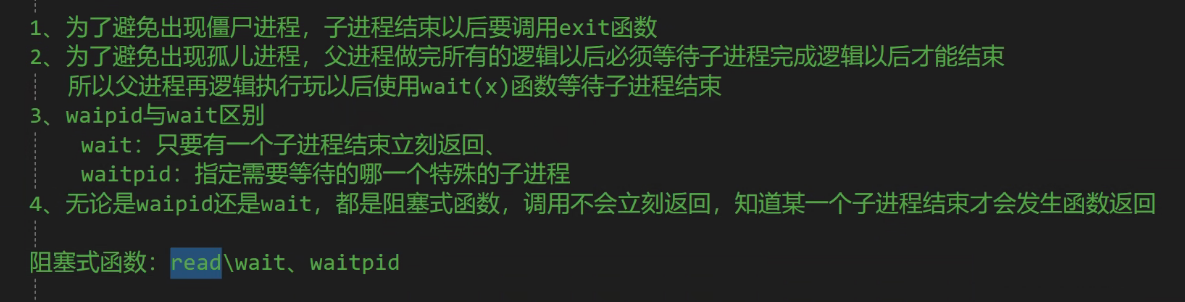 1、为了避免出现僵尸进程，子进程结束以后要调用exit函数
2、为了避免出现孤儿进程，父进程做完所有的逻辑以后必须等待子进程完成逻辑以后才能结束
所以父进程再逻辑执行玩以后使用wait(x)函数等待子进程结束
3、waipid与wait区别
wait：只要有一个子进程结束立刻返回、
waitpid：指定需要等待的哪一个特殊的子进程
4、无论是waipid还是wait，都是阻塞式函数，调用不会立刻返回，知道某一个子进程结束才会发生函数返回
阻塞式函数：read\wait、waitpid